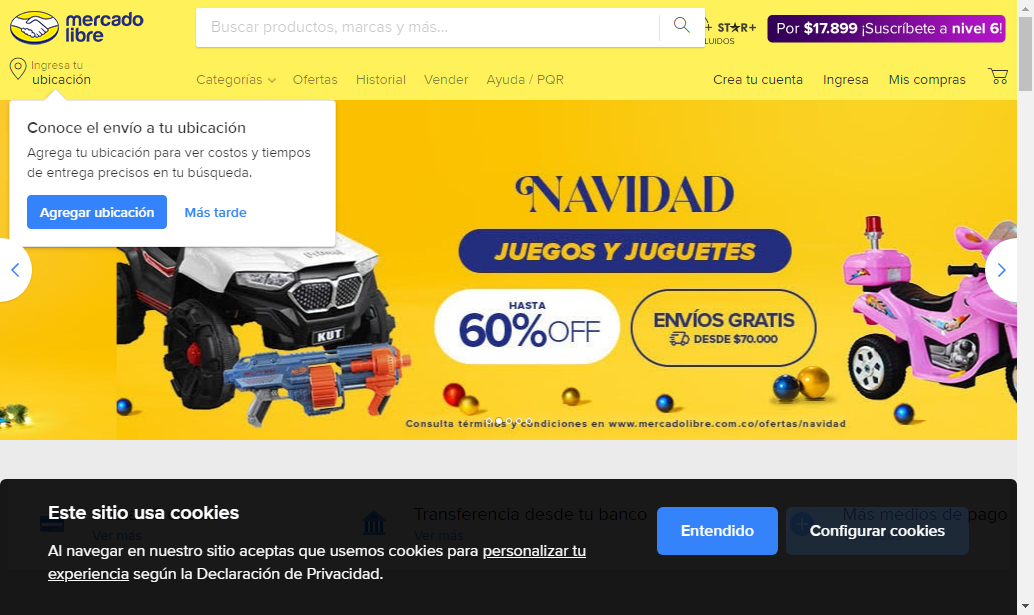 mercado
libre
Buscar productos, marcas y más...
ST★R+
LUIDOS
Por $17.899 ¡Suscríbete a nivel 6!
Ingresa tu
ubicación
Categorías
Ofertas
Historial
Vender
Ayuda / PQR
Crea tu cuenta
Ingresa
Mis compras
Conoce el envío a tu ubicación
Agrega tu ubicación para ver costos y tiempos
de entrega precisos en tu búsqueda.
Agregar ubicación
Más tarde
NAVIDAD
JUEGOS Y JUGUETES
HASTA
60%OFF
ENVÍOS GRATIS
DESDE $70.000
KUT
Consulta términos y condiciones en www.mercadolibre.com.co/ofertas/navidad
Este sitio usa cookies
Al navegar en nuestro sitio aceptas que usemos cookies para personalizar tu
experiencia según la Declaración de Privacidad.
Entendido
Configurar cookies
Ver más
Transferencia desde tu banco
Ver más
Más medios de pago